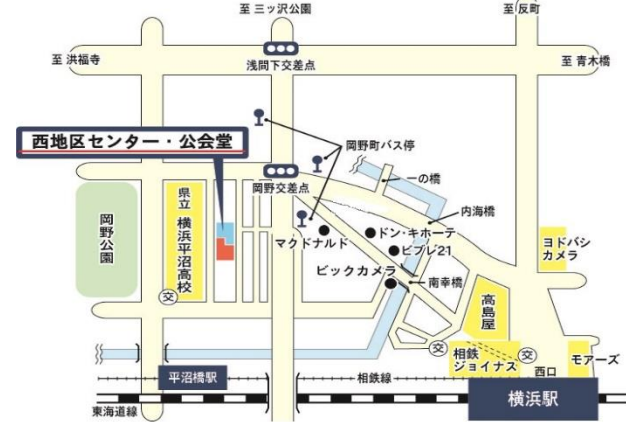 至 三ッ沢公園
至 反町
至 洪福寺
浅間下交差点
至 青木橋
西地区センター・公会堂
岡野町バス停
一の橋
岡野交差点
内海橋
岡野公園
県立 横浜平沼高校
マクドナルド
ドン・キホーテ
ビブレ21
ビックカメラ
南幸橋
ヨドバシ
カメラ
高島屋
交
交
交
相鉄
ジョイナス
西口
モアーズ
平沼橋駅
相鉄線
横浜駅
東海道線